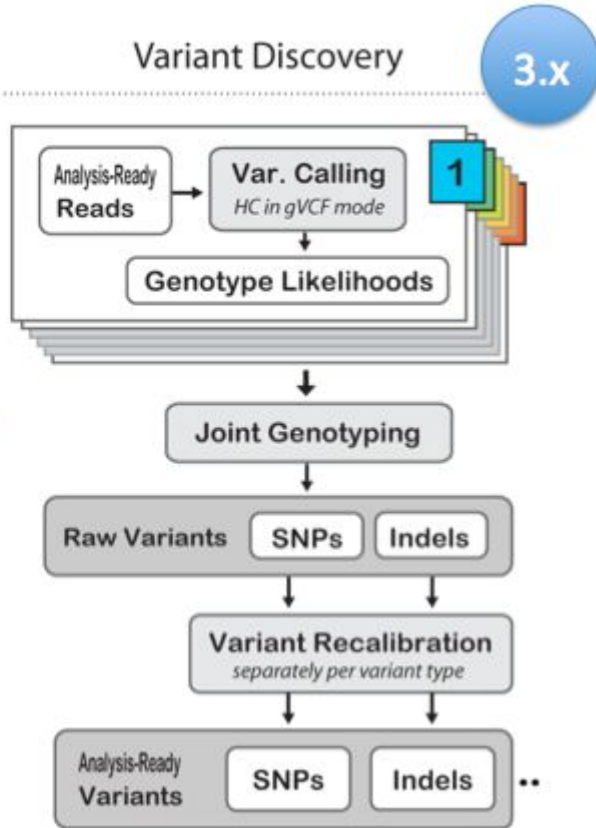 Variant Discovery
3.x
Analysis-Ready
Reads
Var. Calling
HC in gVCF mode
1
Genotype Likelihoods
Joint Genotyping
Raw Variants
SNPs
Indels
Variant Recalibration
separately per variant type
Analysis-Ready
Variants
SNPs
Indels